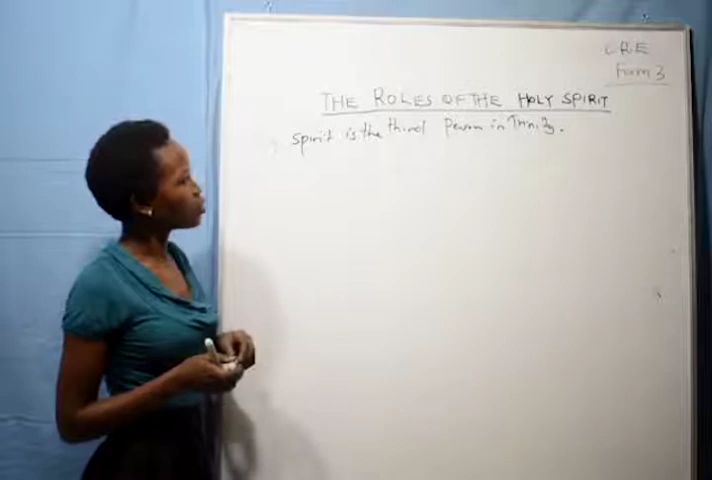 CRE
Form 3
THE ROLES OF THE HOLY SPIRIT
Spirit is the third Person in Trinity.